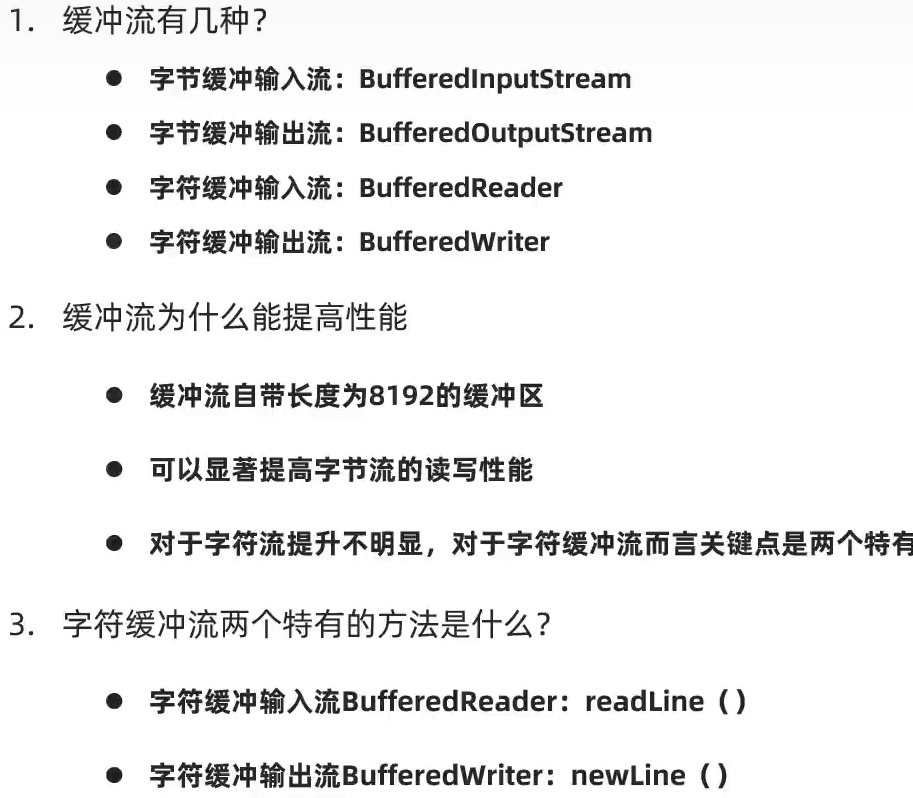 1. 缓冲流有几种？
● 字节缓冲输入流：BufferedInputStream
● 字节缓冲输出流：BufferedOutputStream
● 字符缓冲输入流：BufferedReader
● 字符缓冲输出流：BufferedWriter
2. 缓冲流为什么能提高性能
● 缓冲流自带长度为8192的缓冲区
● 可以显著提高字节流的读写性能
● 对于字符流提升不明显，对于字符缓冲流而言关键点是两个特有
3. 字符缓冲流两个特有的方法是什么？
● 字符缓冲输入流BufferedReader：readLine（）
● 字符缓冲输出流BufferedWriter：newLine（）